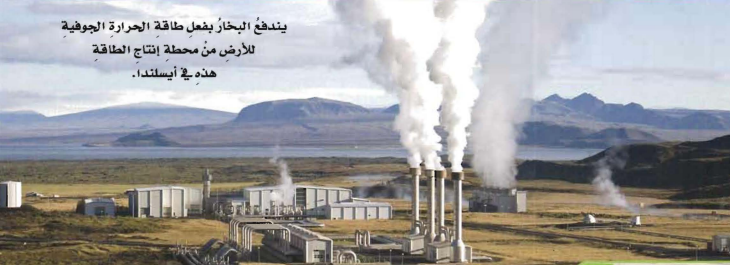 يندفعُ البخارُ بفعلِ طاقةِ الحرارةِ الجوفيةِ
للأرضِ منْ محطةِ إنتاجِ الطاقةِ
هذهِ في أيسلندا.